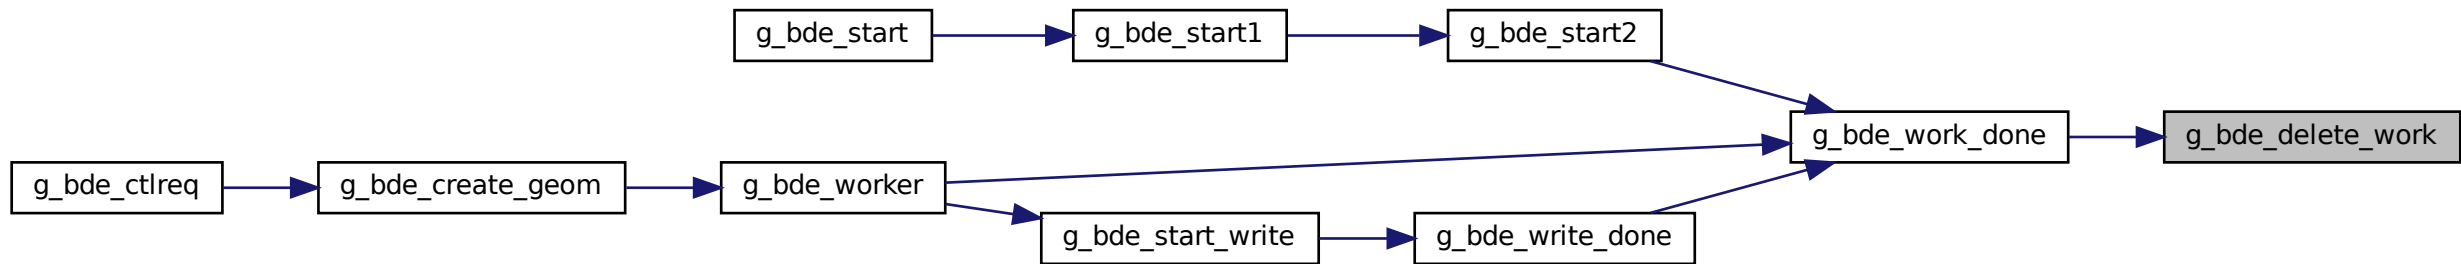 g_bde_start
g_bde_start1
g_bde_start2
g_bde_work_done
g_bde_delete_work
g_bde_ctlreq
g_bde_create_geom
g_bde_worker
g_bde_start_write
g_bde_write_done